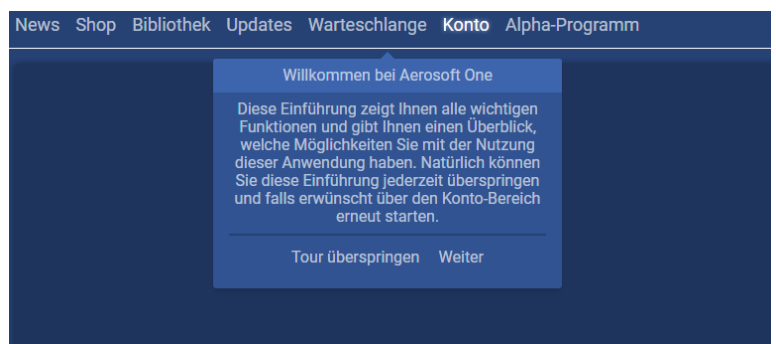 News Shop Bibliothek Updates Warteschlange Konto Alpha-Programm
Willkommen bei Aerosoft One
Diese Einführung zeigt Ihnen alle wichtigen
Funktionen und gibt Ihnen einen Überblick,
welche Möglichkeiten Sie mit der Nutzung
dieser Anwendung haben. Natürlich können
Sie diese Einführung jederzeit überspringen
und falls erwünscht über den Konto-Bereich
erneut starten.
Tour überspringen Weiter